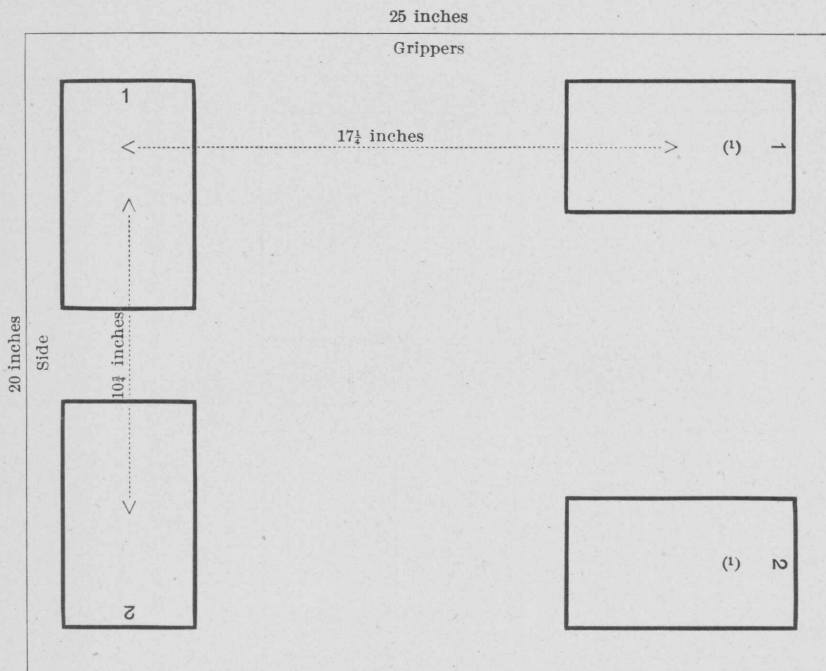 25 inches
Grippers
1
17¼ inches
(1)
1
20 inches
Side
10¾ inches
2
(1)
2